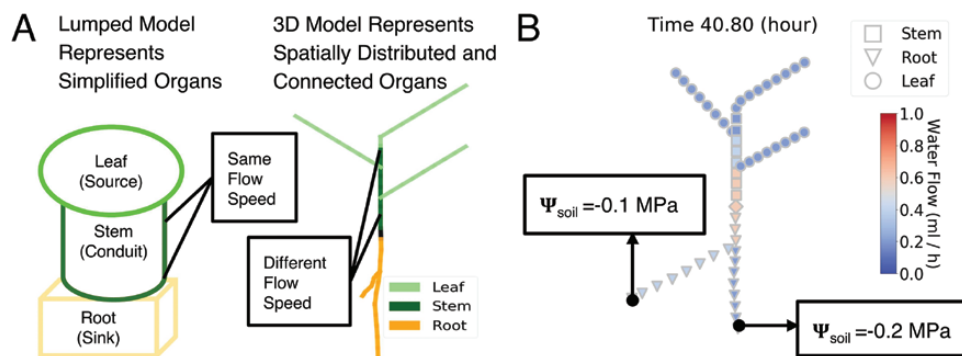 A
Lumped Model
Represents
Simplified Organs
3D Model Represents
Spatially Distributed and
Connected Organs
Leaf
(Source)
Stem
(Conduit)
Root
(Sink)
Same
Flow
Speed
Different
Flow
Speed
Leaf
Stem
Root
B
Time 40.80 (hour)
Stem
Root
Leaf
1.0
0.8
0.6
0.4
0.2
0.0
Water Flow (ml / h)
Ψsoil =-0.1 MPa
Ψsoil =-0.2 MPa